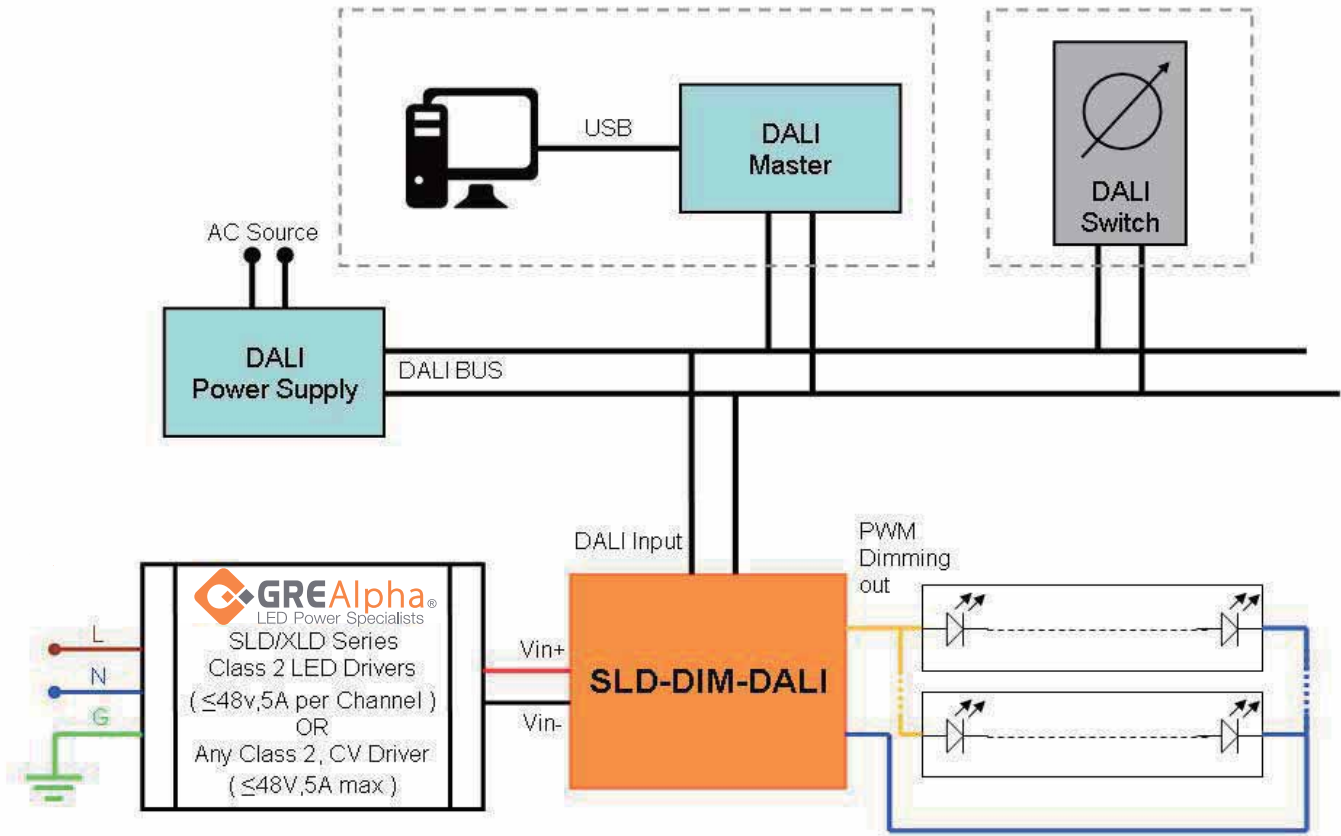 USB
DALI
Master
DALI
Switch
AC Source
DALI
Power Supply
DALI BUS
DALI Input
PWM
Dimming
out
GREAlpha®
LED Power Specialists
SLD/XLD Series
Class 2 LED Drivers
( ≤48v,5A per Channel )
OR
Any Class 2, CV Driver
( ≤48V,5A max )
L
N
G
Vin+
Vin-
SLD-DIM-DALI